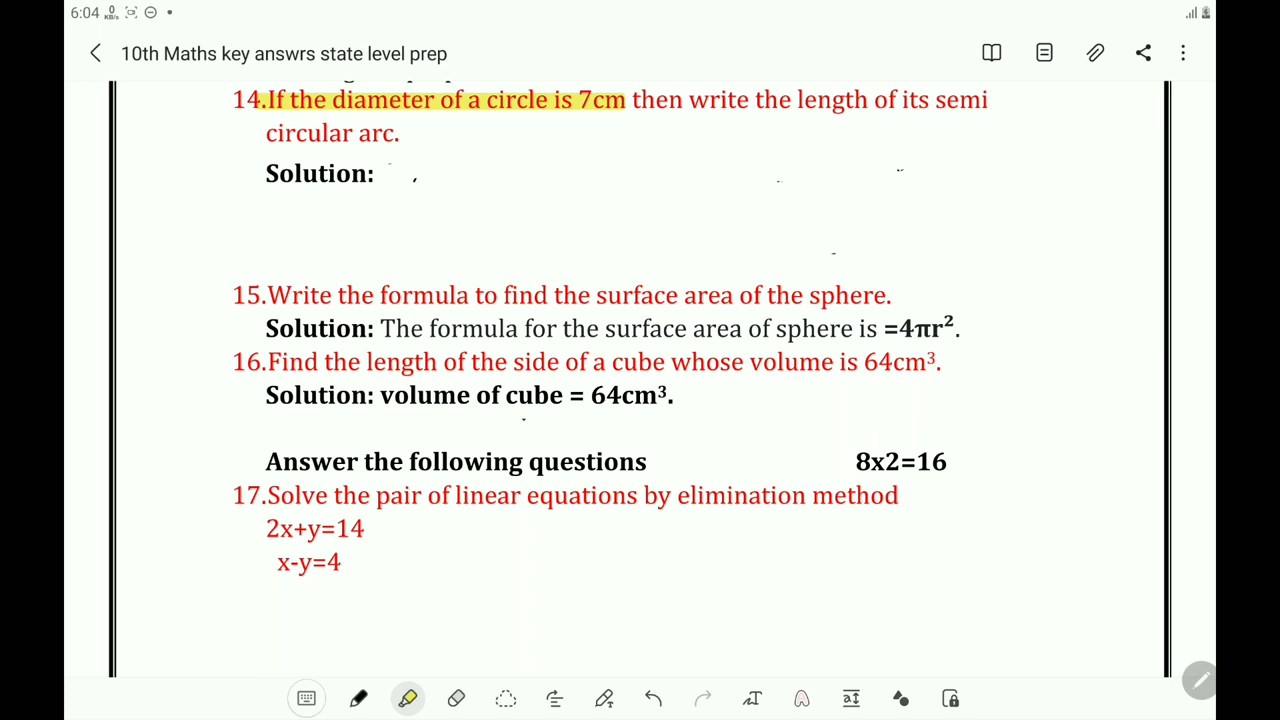 6:04 0 KB/s
10th Maths key answrs state level prep
14.If the diameter of a circle is 7cm then write the length of its semi
circular arc.
Solution:
15.Write the formula to find the surface area of the sphere.
Solution: The formula for the surface area of sphere is =4πr².
16.Find the length of the side of a cube whose volume is 64cm³.
Solution: volume of cube = 64cm³.
Answer the following questions 8x2=16
17.Solve the pair of linear equations by elimination method
2x+y=14
x-y=4